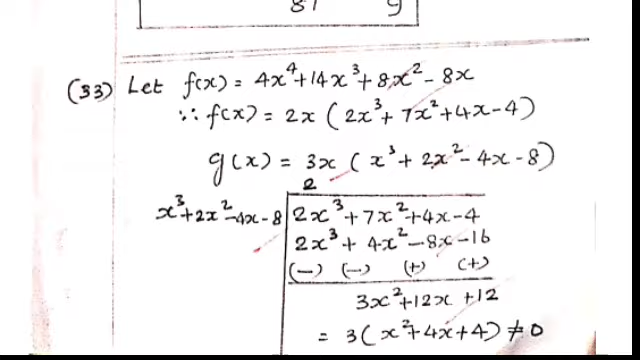 81 9
(33) Let f(x) = 4x⁴+14x³+8x²-8x
∵ f(x) = 2x (2x³+7x²+4x-4)
g(x) = 3x (x³+2x²-4x-8)
2
x³+2x²-4x-8 | 2x³+7x²+4x-4
2x³+4x²-8x-16
(-) (-) (+) (+)
3x²+12x+12
= 3(x²+4x+4) ≠ 0